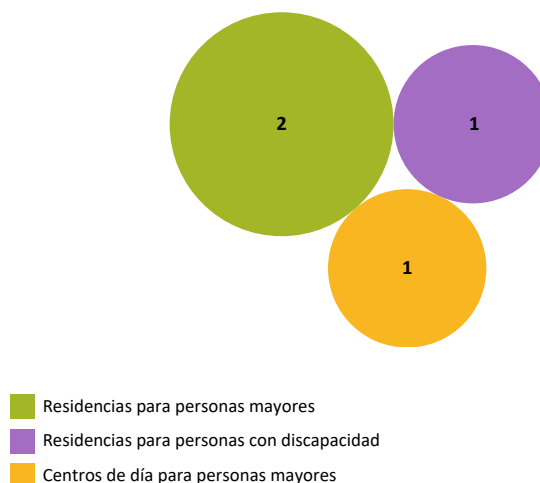 2
1
1
Residencias para personas mayores
Residencias para personas con discapacidad
Centros de día para personas mayores